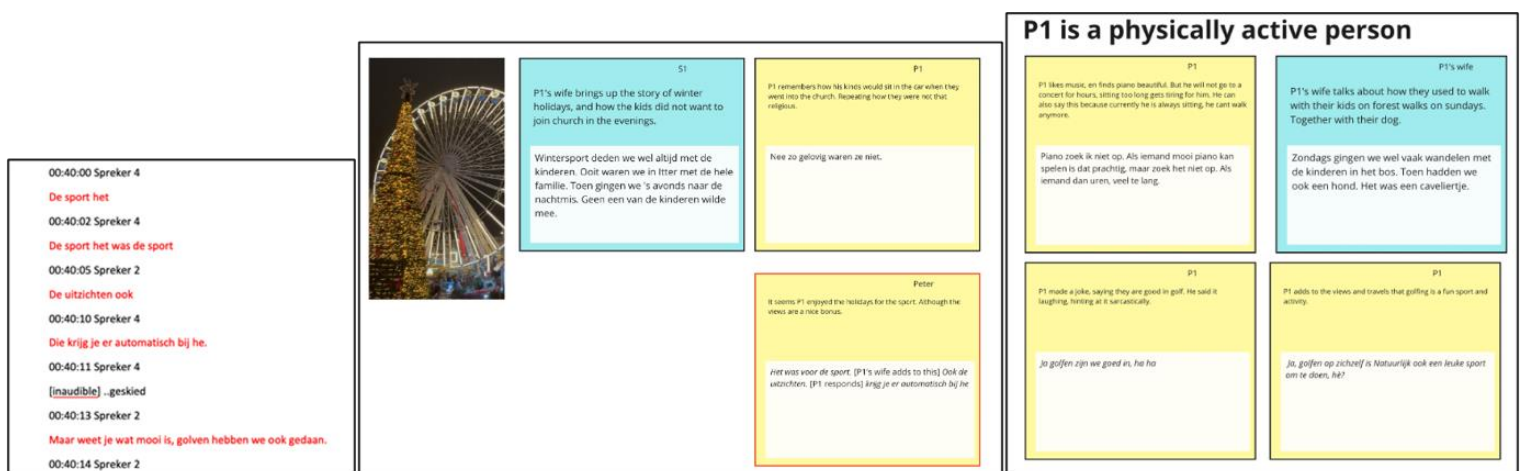 00:40:00 Spreker 4
De sport het
00:40:02 Spreker 4
De sport het was de sport
00:40:05 Spreker 2
De uitzichten ook
00:40:10 Spreker 4
Die krijg je er automatisch bij he.
00:40:11 Spreker 4
[inaudible] ..geskied
00:40:13 Spreker 2
Maar weet je wat mooi is, golven hebben we ook gedaan.
00:40:14 Spreker 2
S1
P1's wife brings up the story of winter
holidays, and how the kids did not want to
join church in the evenings.
Wintersport deden we wel altijd met de
kinderen. Ooit waren we in Itter met de hele
familie. Toen gingen we 's avonds naar de
nachtmis. Geen een van de kinderen wilde
mee.
P1
P1 remembers how his kinds would sit in the car when they
went into the church. Repeating how they were not that
religious.
Nee zo gelovig waren ze niet.
Peter
It seems P1 enjoyed the holidays for the sport. Although the
views are a nice bonus.
Het was voor de sport. [P1's wife adds to this] Ook de
uitzichten. [P1 responds] krijg je er automatisch bij he
P1 is a physically active person
P1
P1 likes music, en finds piano beautiful. But he will not go to a
concert for hours, sitting too long gets tiring for him. He can
also say this because currently he is always sitting, he cant walk
anymore.
Piano zoek ik niet op. Als iemand mooi piano kan
spelen is dat prachtig, maar zoek het niet op. Als
iemand dan uren, veel te lang.
P1's wife
P1's wife talks about how they used to walk
with their kids on forest walks on sundays.
Together with their dog.
Zondags gingen we wel vaak wandelen met
de kinderen in het bos. Toen hadden we
ook een hond. Het was een caveliertje.
P1
P1 made a joke, saying they are good in golf. He said it
laughing, hinting at it sarcastically.
Ja golfen zijn we goed in, ha ha
P1
P1 adds to the views and travels that golfing is a fun sport and
activity.
Ja, golfen op zichzelf is Natuurlijk ook een leuke sport
om te doen, hè?